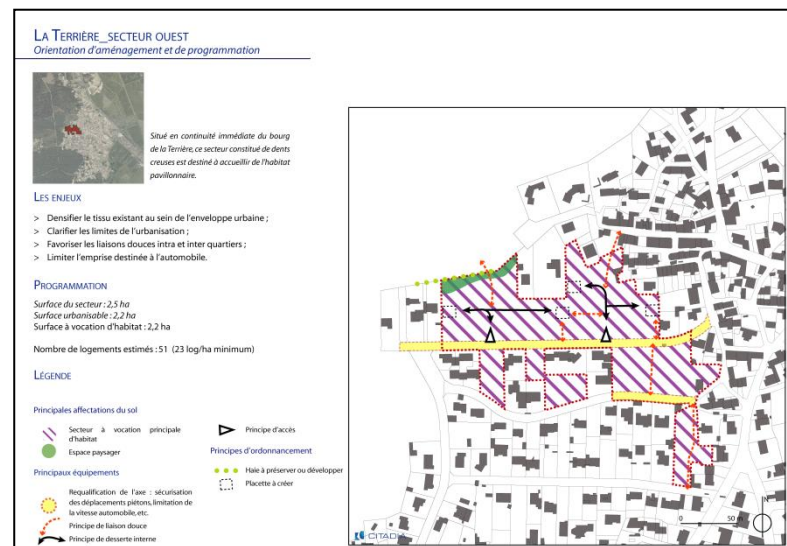 LA TERRIÈRE_SECTEUR OUEST
Orientation d'aménagement et de programmation
Situé en continuité immédiate du bourg
de la Terrière, ce secteur constitué de dents
creuses est destiné à accueillir de l'habitat
pavillonnaire.
LES ENJEUX
> Densifier le tissu existant au sein de l'enveloppe urbaine ;
> Clarifier les limites de l'urbanisation ;
> Favoriser les liaisons douces intra et inter quartiers ;
> Limiter l'emprise destinée à l'automobile.
PROGRAMMATION
Surface du secteur : 2,5 ha
Surface urbanisable : 2,2 ha
Surface à vocation d'habitat : 2,2 ha
Nombre de logements estimés : 51 (23 log/ha minimum)
LÉGENDE
Principales affectations du sol
Secteur à vocation principale
d'habitat
Espace paysager
Principaux équipements
Requalification de l'axe : sécurisation
des déplacements piétons, limitation de
la vitesse automobile, etc.
Principe de liaison douce
Principe de desserte interne
Principe d'accès
Principes d'ordonnancement
Haie à préserver ou développer
Placette à créer
CITADIA
0 50 m
N